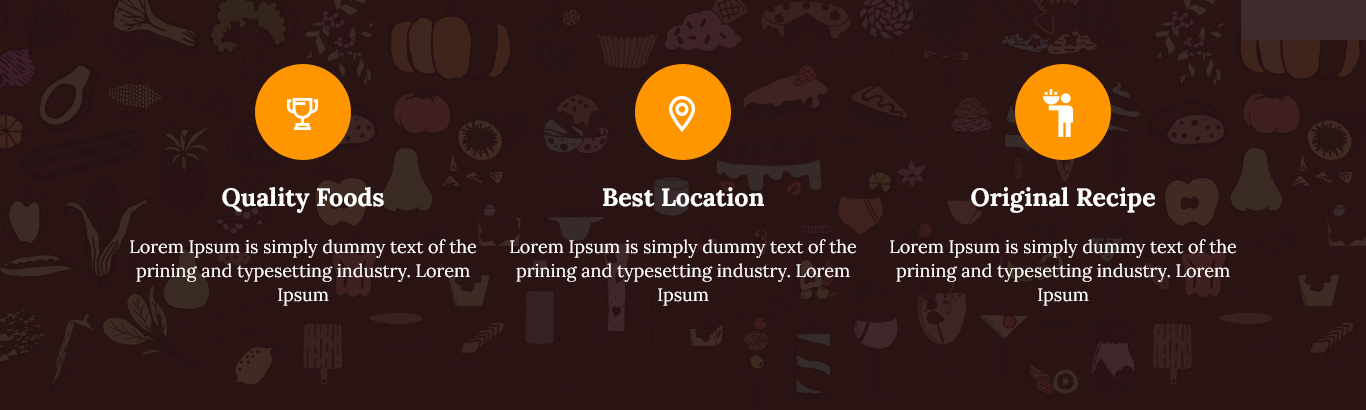 Quality Foods
Lorem Ipsum is simply dummy text of the
prining and typesetting industry. Lorem
Ipsum
Best Location
Lorem Ipsum is simply dummy text of the
prining and typesetting industry. Lorem
Ipsum
Original Recipe
Lorem Ipsum is simply dummy text of the
prining and typesetting industry. Lorem
Ipsum